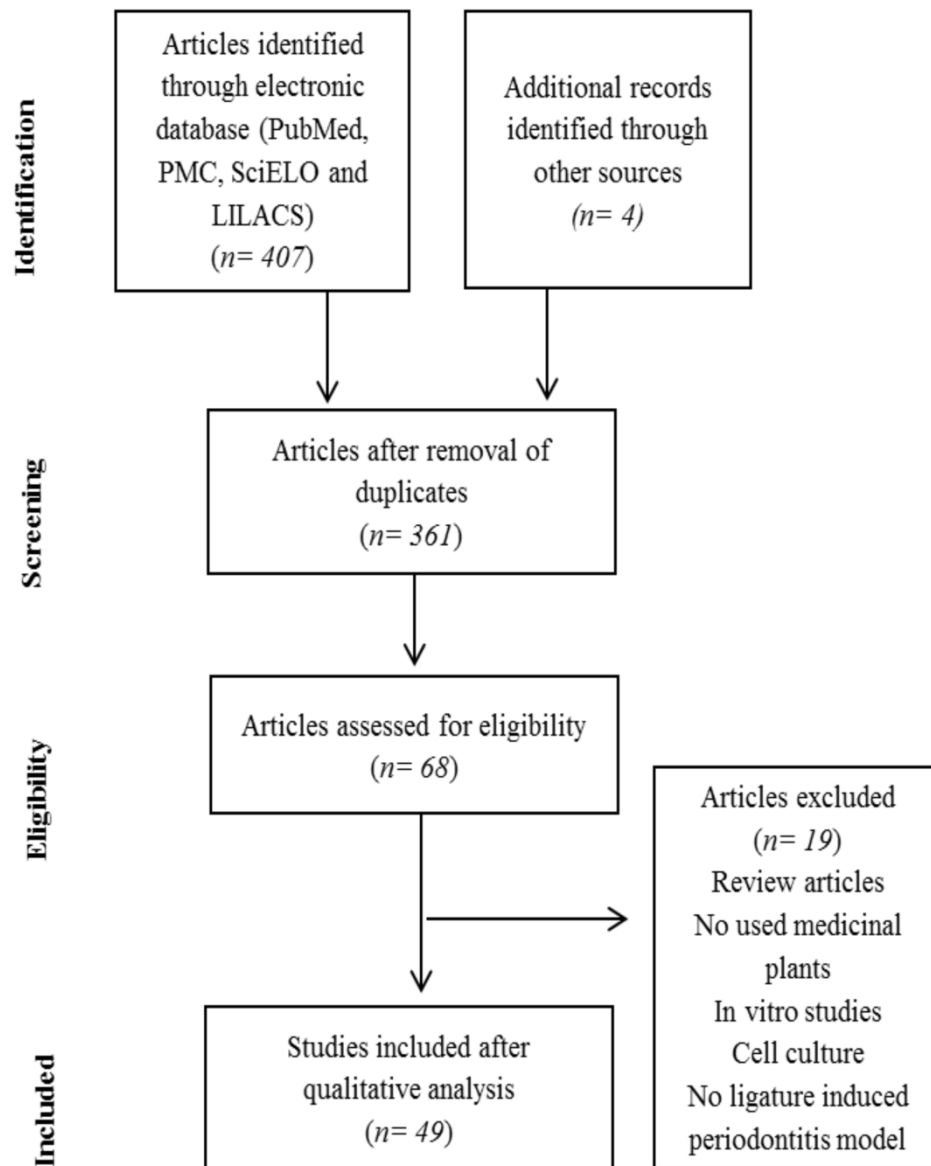 Identification
Articles identified
through electronic
database (PubMed,
PMC, SciELO and
LILACS)
(n= 407)
Additional records
identified through
other sources
(n= 4)
Screening
Articles after removal of
duplicates
(n= 361)
Eligibility
Articles assessed for eligibility
(n= 68)
Articles excluded
(n= 19)
Review articles
No used medicinal
plants
In vitro studies
Cell culture
No ligature induced
periodontitis model
Included
Studies included after
qualitative analysis
(n= 49)